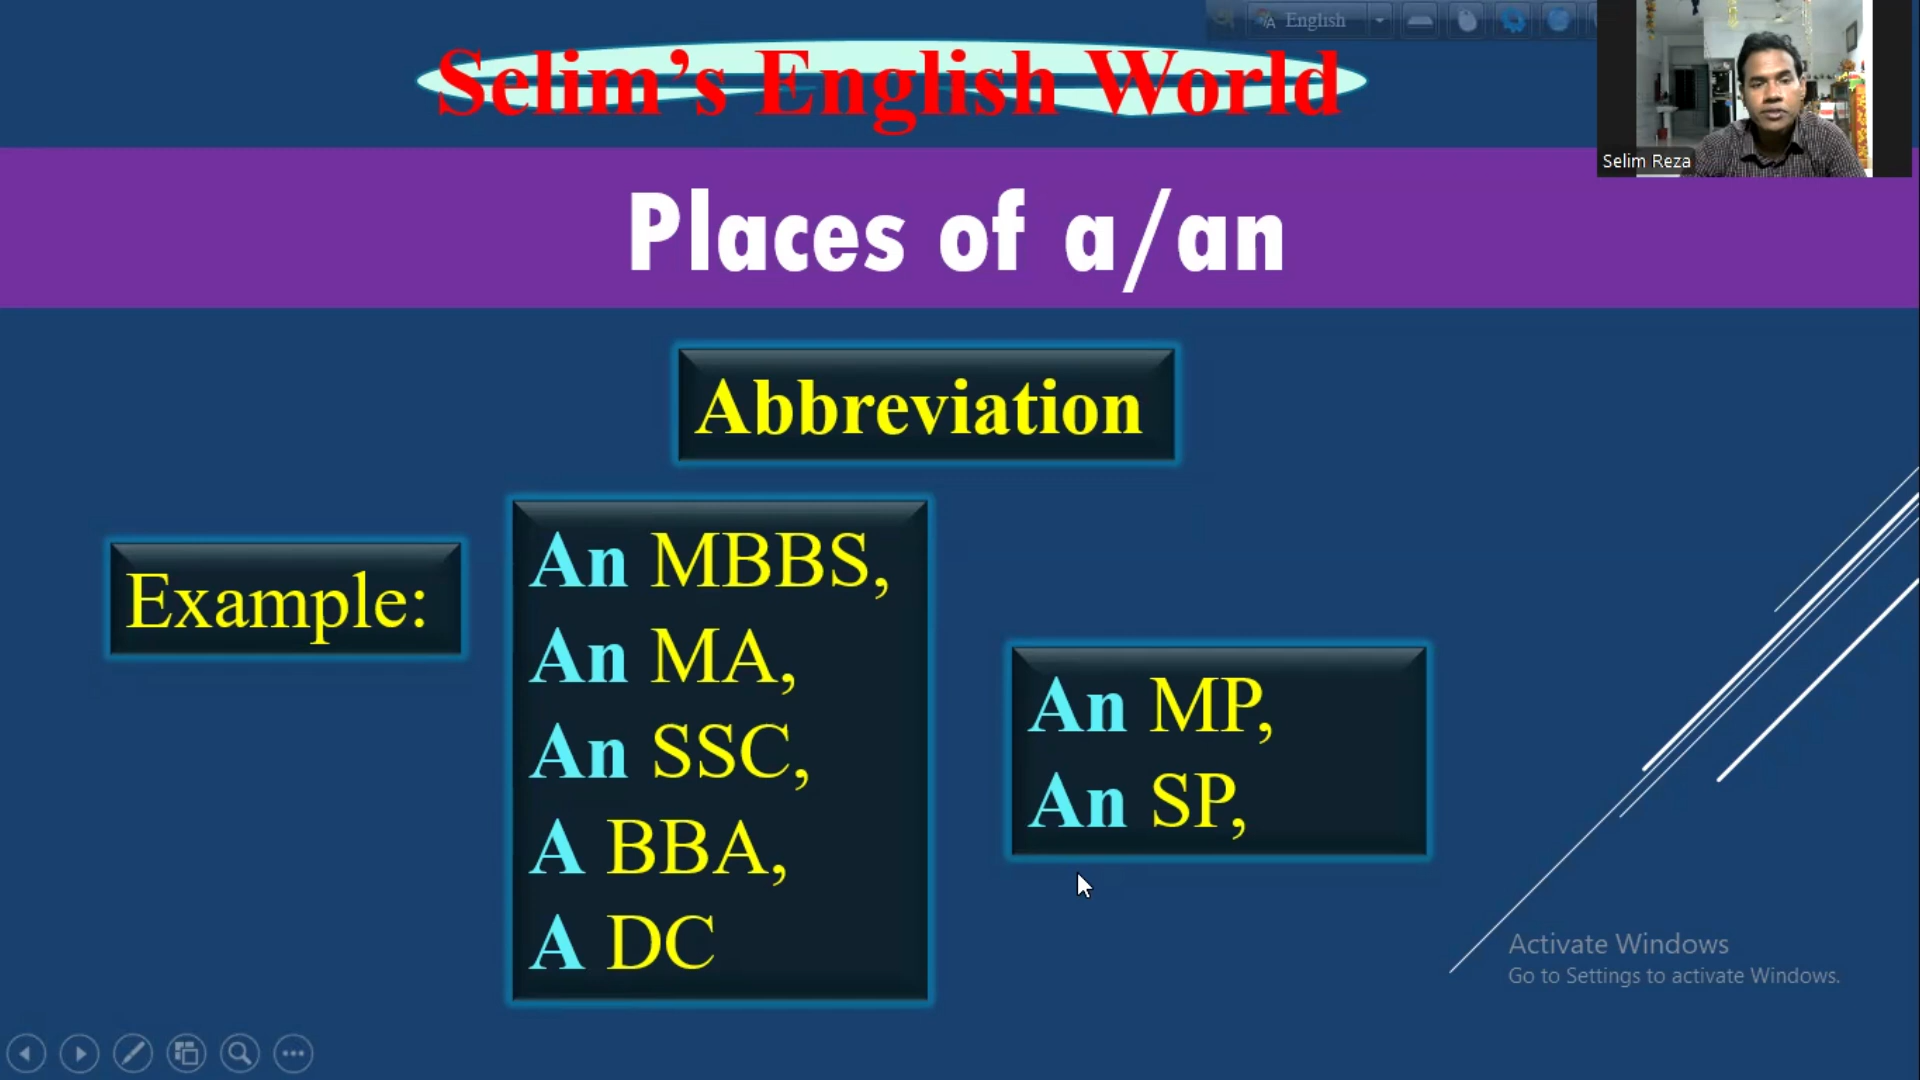 English
Selim's English World
Selim Reza
Places of a/an
Abbreviation
Example:
An MBBS,
An MA,
An SSC,
A BBA,
A DC
An MP,
An SP,
Activate Windows
Go to Settings to activate Windows.